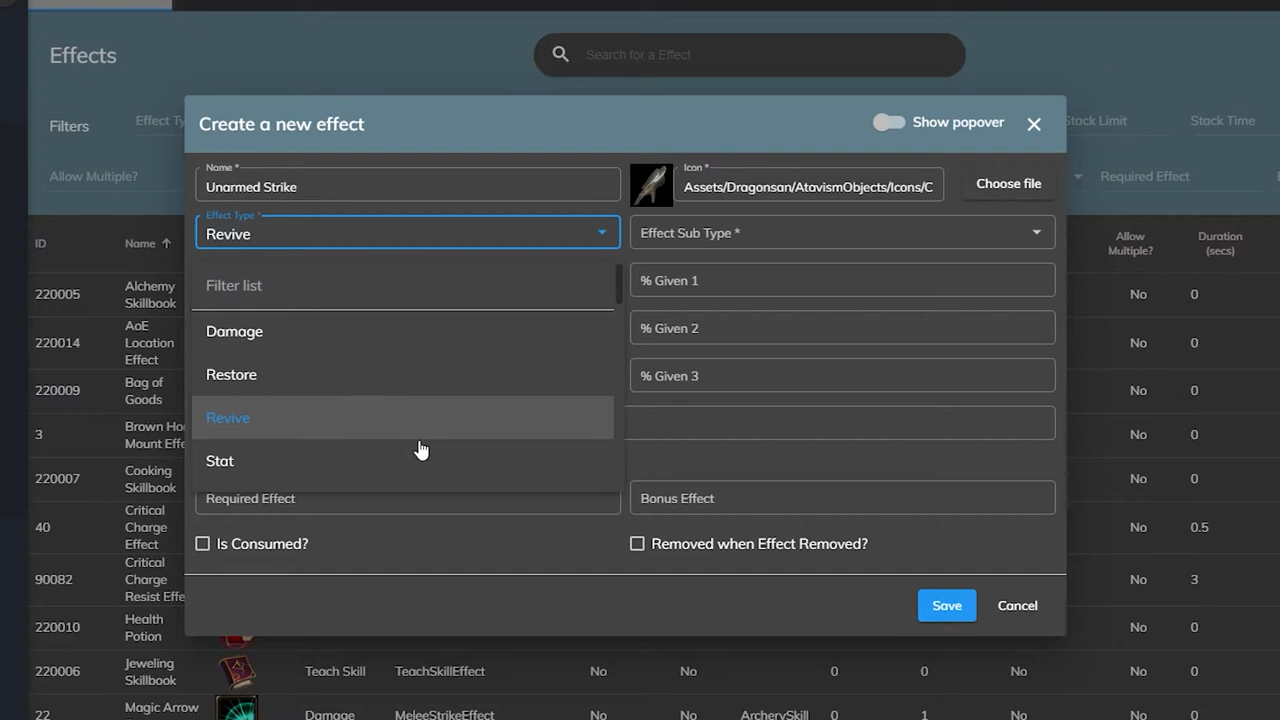 Effects
Search for a Effect
Filters
Effect Ty
Stack Limit
Stack Time
Allow Multiple?
Required Effect
Create a new effect
Show popover
Name *
Unarmed Strike
Icon *
Assets/Dragonsan/AtavismObjects/Icons/C
Choose file
Effect Type *
Revive
Effect Sub Type *
Filter list
Damage
Restore
Revive
Stat
% Given 1
% Given 2
% Given 3
Required Effect
Bonus Effect
Is Consumed?
Removed when Effect Removed?
Save
Cancel
ID
Name
Allow Multiple?
Duration (secs)
220005
Alchemy Skillbook
No
0
220014
AoE Location Effect
No
0
220009
Bag of Goods
No
0
3
Brown Ho Mount Effe
No
0
220007
Cooking Skillbook
No
0
40
Critical Charge Effect
No
0.5
90082
Critical Charge Resist Effe
No
3
220010
Health Potion
No
0
220006
Jeweling Skillbook
Teach Skill
TeachSkillEffect
No
No
0
0
No
0
22
Magic Arrow
Damage
MeleeStrikeEffect
No
No
ArcherySkill
0
1
No
0